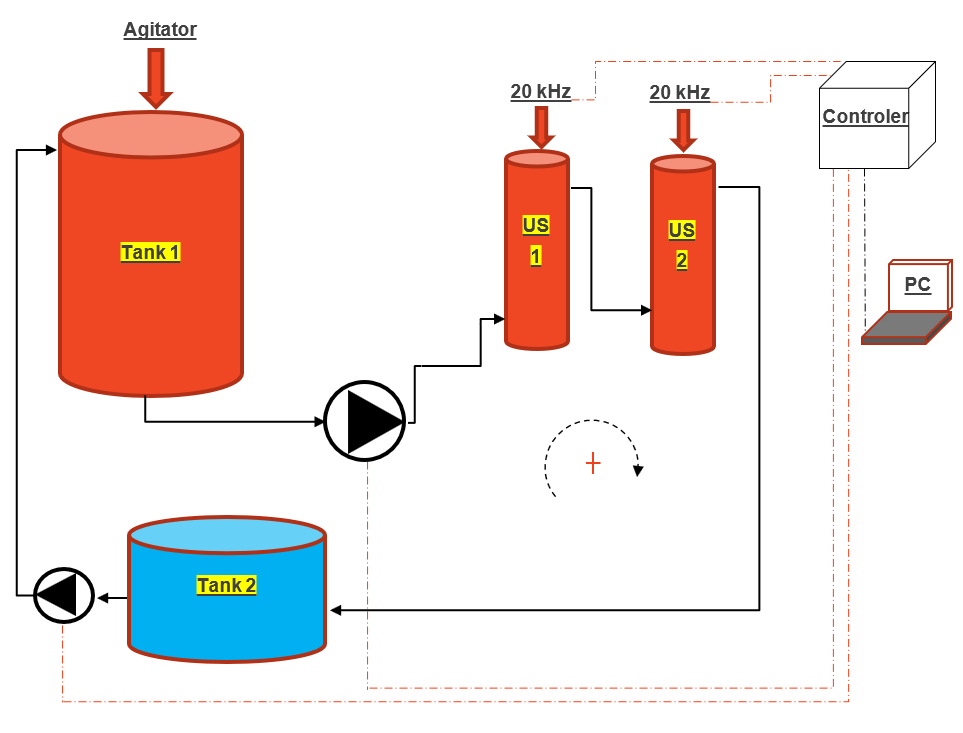 Agitator
20 kHz
20 kHz
Controler
US
1
US
2
Tank 1
PC
Tank 2